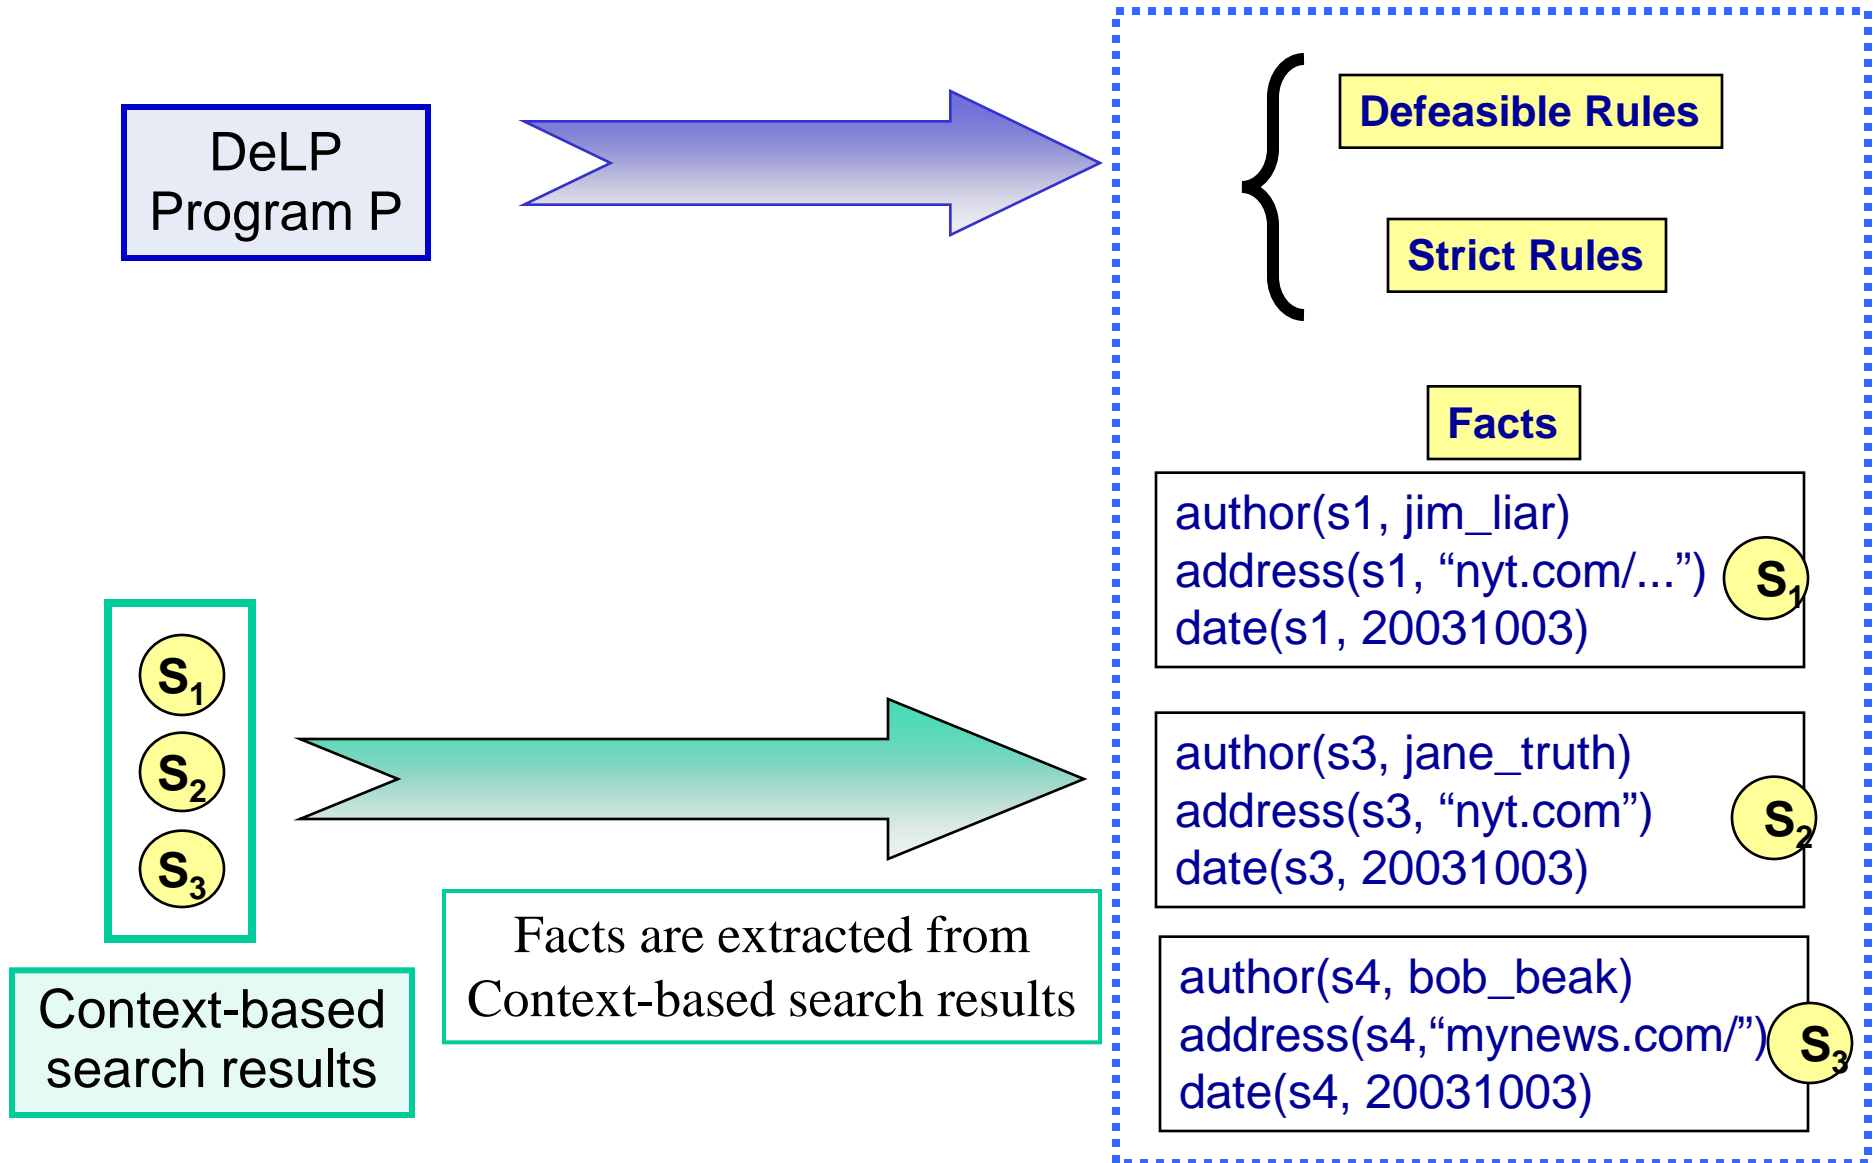 DeLP
Program P
Defeasible Rules
Strict Rules
Facts
author(s1, jim_liar)
address(s1, “nyt.com/...”)
date(s1, 20031003)
S1
author(s3, jane_truth)
address(s3, “nyt.com”)
date(s3, 20031003)
S2
author(s4, bob_beak)
address(s4,“mynews.com/”)
date(s4, 20031003)
S3
S1
S2
S3
Context-based
search results
Facts are extracted from
Context-based search results